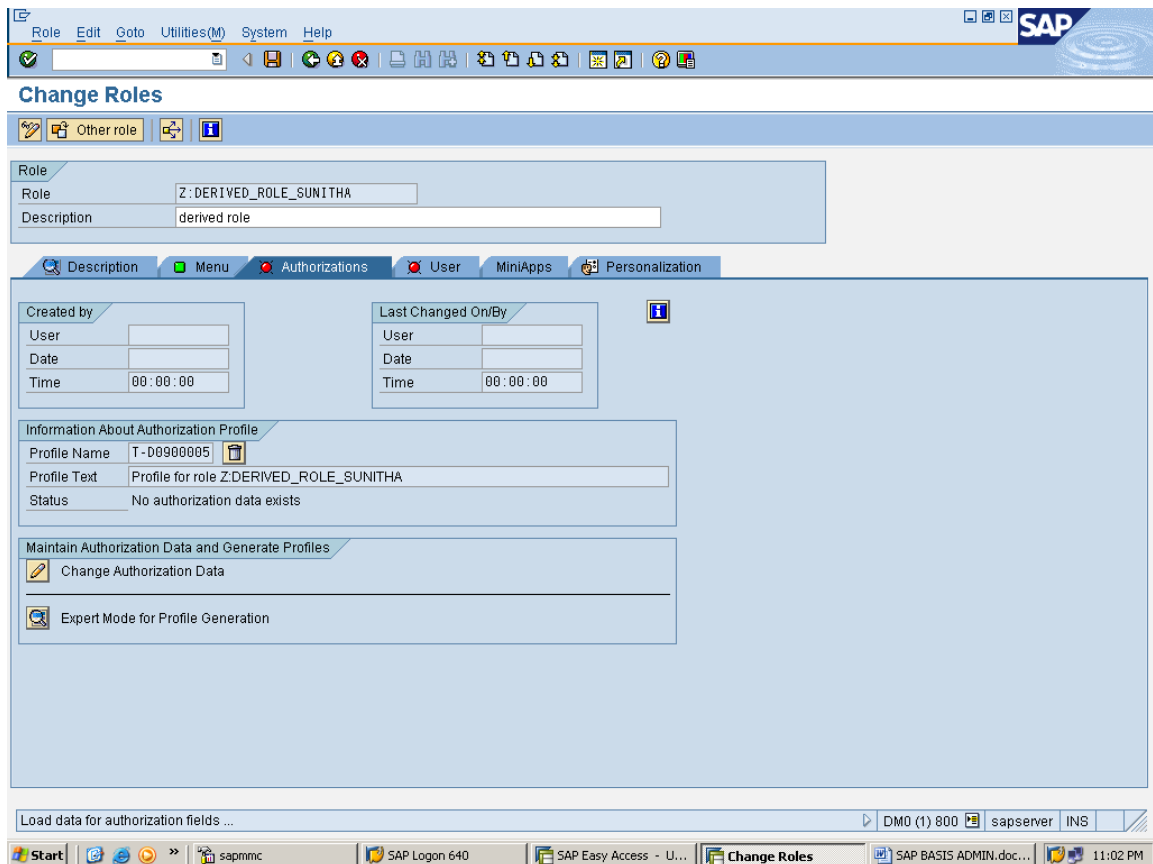 Role Edit Goto Utilities(M) System Help
SAP
Change Roles
Other role
Role
Role Z:DERIVED_ROLE_SUNITHA
Description derived role
Description Menu Authorizations User MiniApps Personalization
Created by Last Changed On/By
User User
Date Date
Time 00:00:00 Time 00:00:00
Information About Authorization Profile
Profile Name T-D0900005
Profile Text Profile for role Z:DERIVED_ROLE_SUNITHA
Status No authorization data exists
Maintain Authorization Data and Generate Profiles
Change Authorization Data
Expert Mode for Profile Generation
Load data for authorization fields ... DM0 (1) 800 sapserver INS
Start » sapmmc SAP Logon 640 SAP Easy Access - U... Change Roles SAP BASIS ADMIN.doc... 11:02 PM